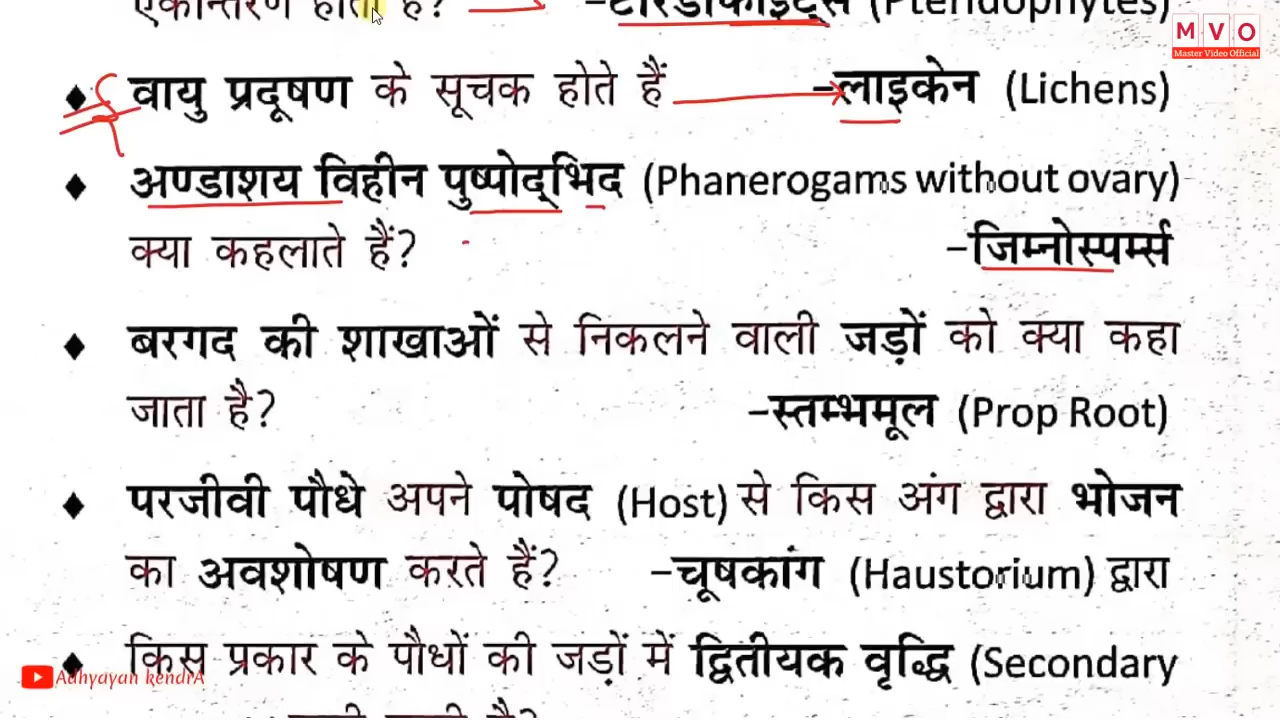 एकान्तरण होता है? – टेरिडोफाइट्स (Pteridophytes)
M V O
Master Video Official
♦ वायु प्रदूषण के सूचक होते हैं –लाइकेन (Lichens)
♦ अण्डाशय विहीन पुष्पोद्भिद (Phanerogams without ovary)
क्या कहलाते हैं? –जिम्नोस्पर्म्स
♦ बरगद की शाखाओं से निकलने वाली जड़ों को क्या कहा
जाता है? –स्तम्भमूल (Prop Root)
♦ परजीवी पौधे अपने पोषद (Host) से किस अंग द्वारा भोजन
का अवशोषण करते हैं? –चूषकांग (Haustorium) द्वारा
♦ किस प्रकार के पौधों की जड़ों में द्वितीयक वृद्धि (Secondary
Adhyayan kendrA